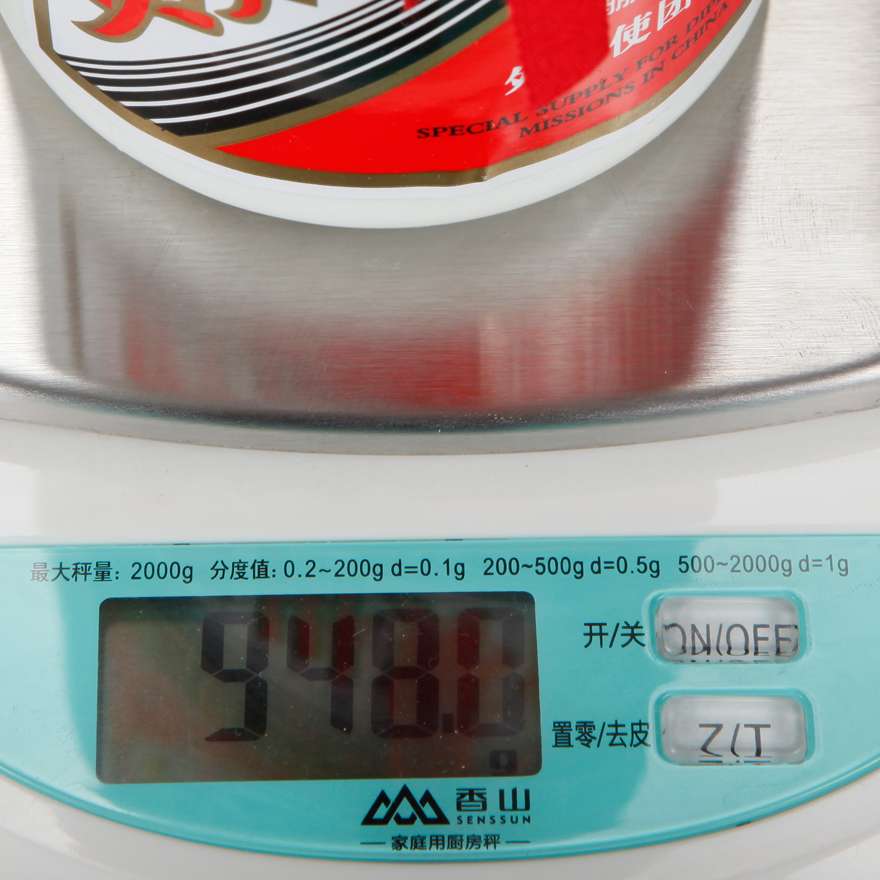 使团
SPECIAL SUPPLY FOR DIP
MISSIONS IN CHINA
最大秤量：2000g 分度值：0.2~200g d=0.1g 200~500g d=0.5g 500~2000g d=1g
948.0
g
开/关 ON/OFF
置零/去皮 Z/T
香山
SENSSUN
家庭用厨房秤